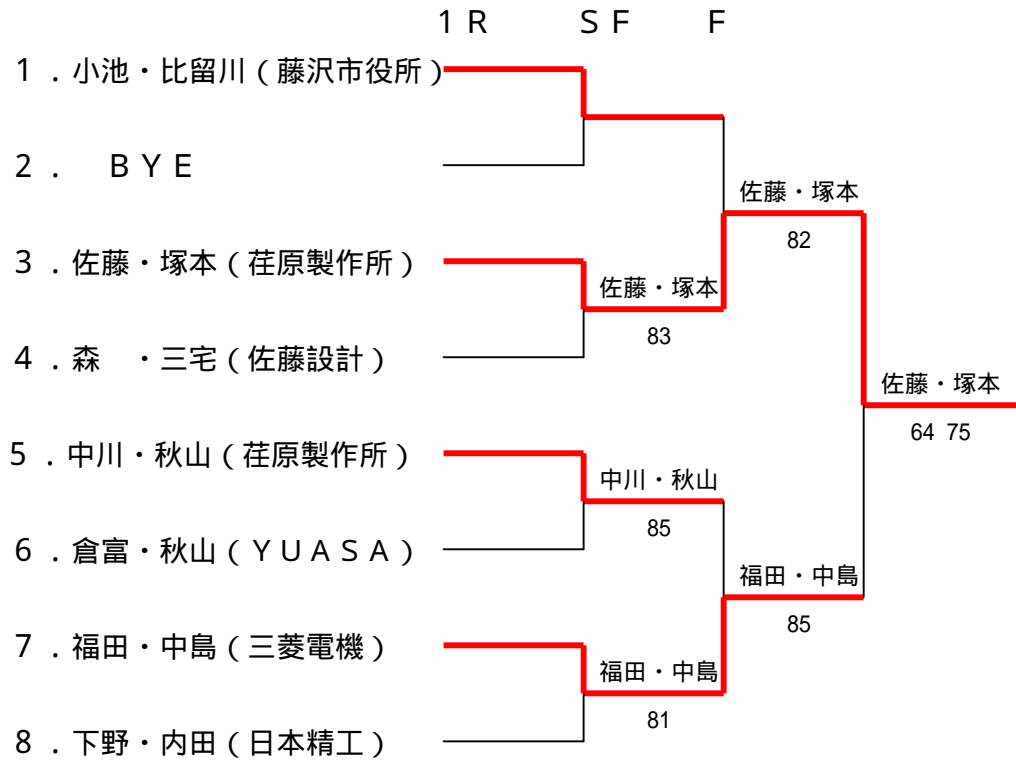 １Ｒ　ＳＦ　Ｆ
１．小池・比留川（藤沢市役所）
２．　ＢＹＥ
佐藤・塚本
82
３．佐藤・塚本（荏原製作所）
佐藤・塚本
83
４．森　・三宅（佐藤設計）
佐藤・塚本
64 75
５．中川・秋山（荏原製作所）
中川・秋山
85
６．倉富・秋山（ＹＵＡＳＡ）
福田・中島
85
７．福田・中島（三菱電機）
福田・中島
81
８．下野・内田（日本精工）